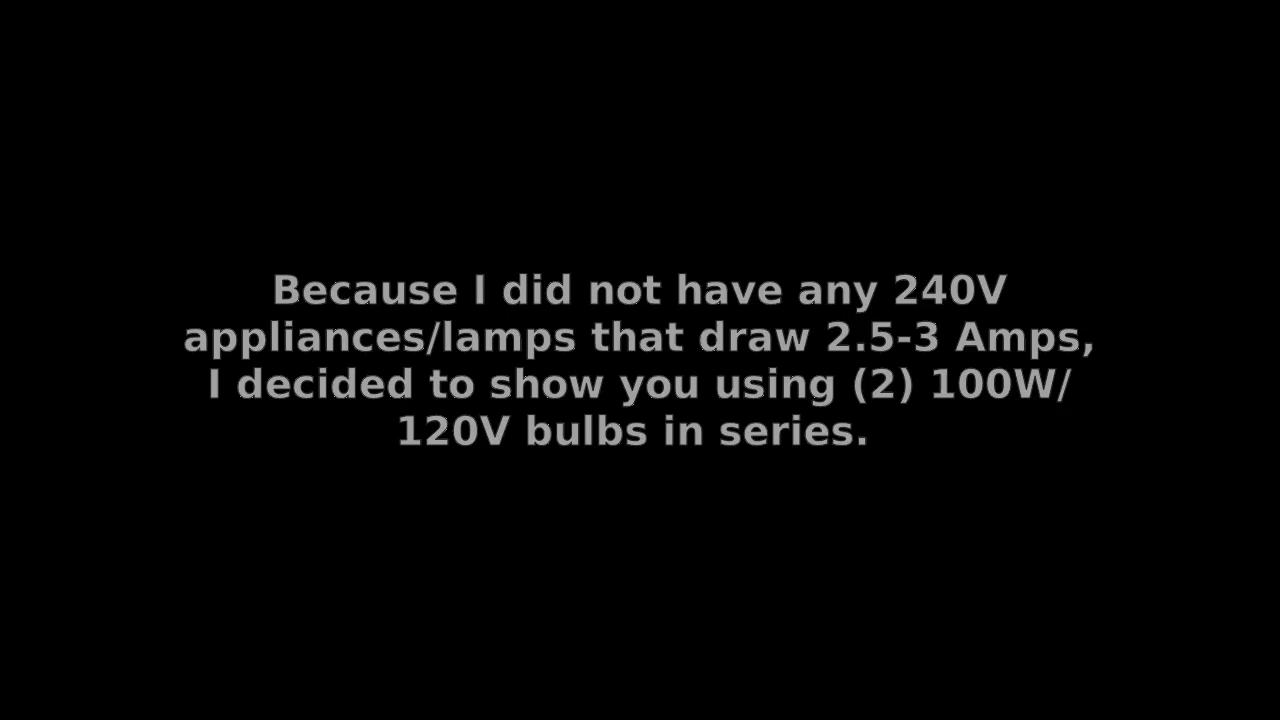 Because I did not have any 240V
appliances/lamps that draw 2.5-3 Amps,
I decided to show you using (2) 100W/
120V bulbs in series.